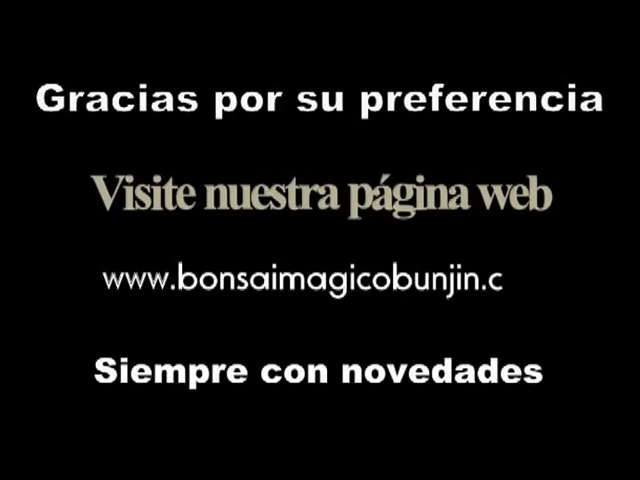 Gracias por su preferencia
Visite nuestra página web
www.bonsaimagicobunjin.c
Siempre con novedades